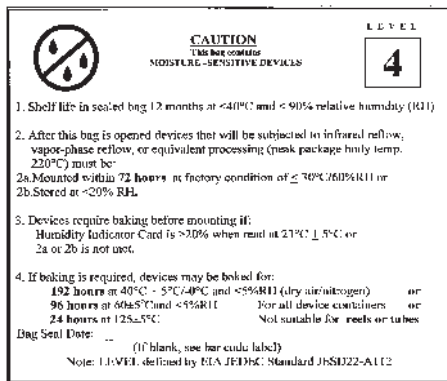 LEVEL
CAUTION
This bag contains
MOISTURE -SENSITIVE DEVICES
4
1. Shelf life in sealed bag 12 months at <40°C and < 90% relative humidity (RH)
2. After this bag is opened devices that will be subjected to infrared reflow,
vapor-phase reflow, or equivalent processing (peak package body temp.
220°C) must be
2a.Mounted within 72 hours at factory condition of ≤ 30°C/60%RH or
2b.Stored at <20% RH.
3. Devices require baking before mounting if:
Humidity Indicator Card is >20% when read at 23°C ± 5°C or
2a or 2b is not met.
4. If baking is required, devices may be baked for:
192 hours at 40°C + 5°C/-0°C and <5%RH (dry air/nitrogen) or
96 hours at 60±5°C and <5%RH For all device containers or
24 hours at 125±5°C Not suitable for reels or tubes
Bag Seal Date:
(If blank, see bar code label)
Note: LEVEL defined by EIA JEDEC Standard JESD22-A112